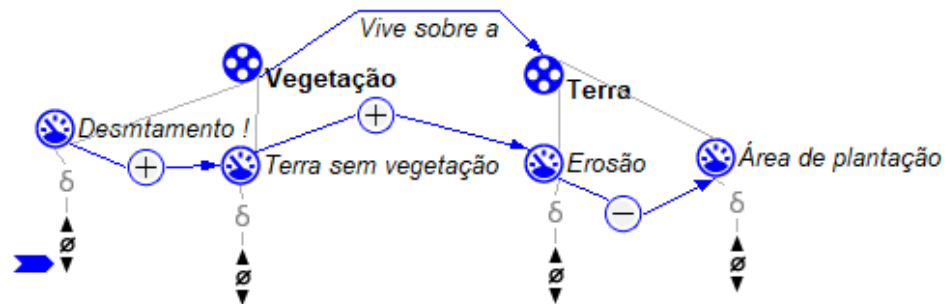 Vive sobre a
Vegetação
Terra
Desmtamento !
+
+
Terra sem vegetação
Erosão
Área de plantação
−
δ
δ
δ
δ
ø
ø
ø
ø